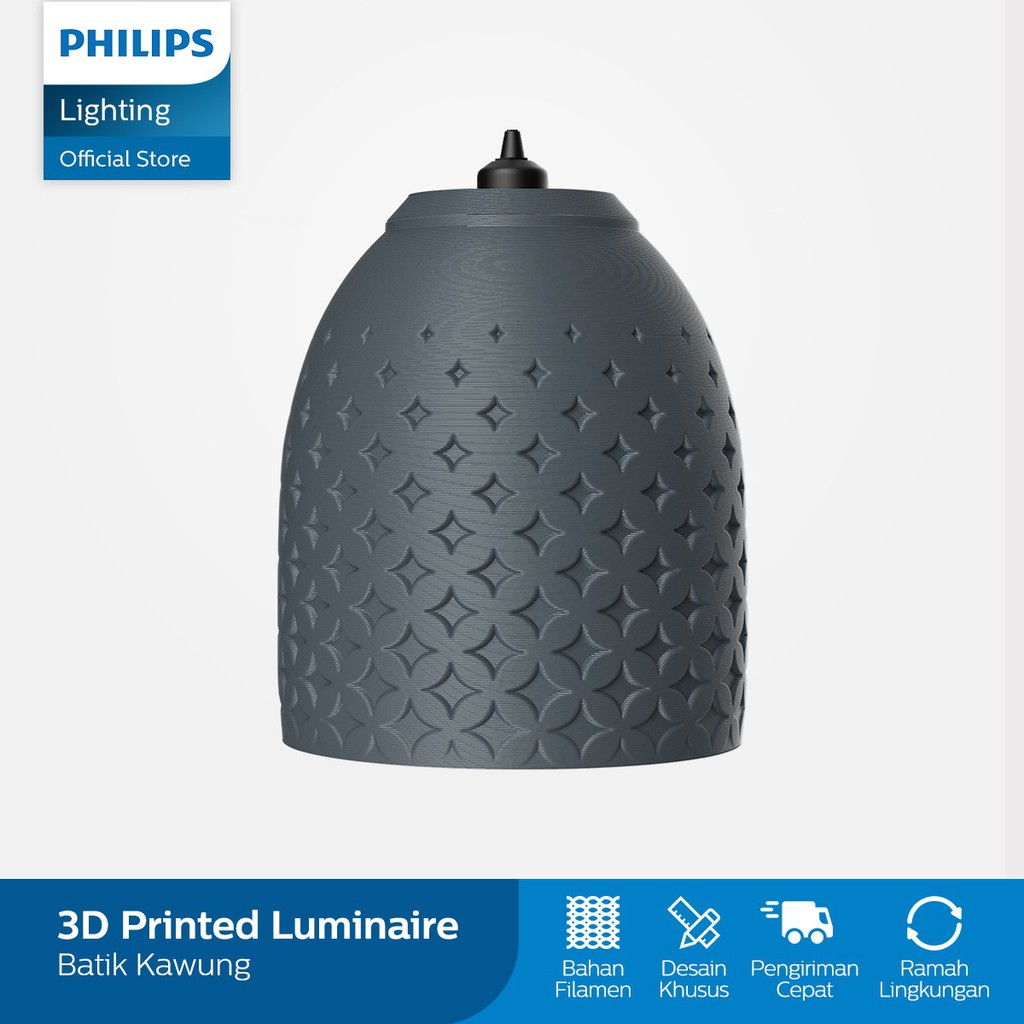 PHILIPS
Lighting
Official Store
3D Printed Luminaire
Batik Kawung
Bahan
Filamen
Desain
Khusus
Pengiriman
Cepat
Ramah
Lingkungan